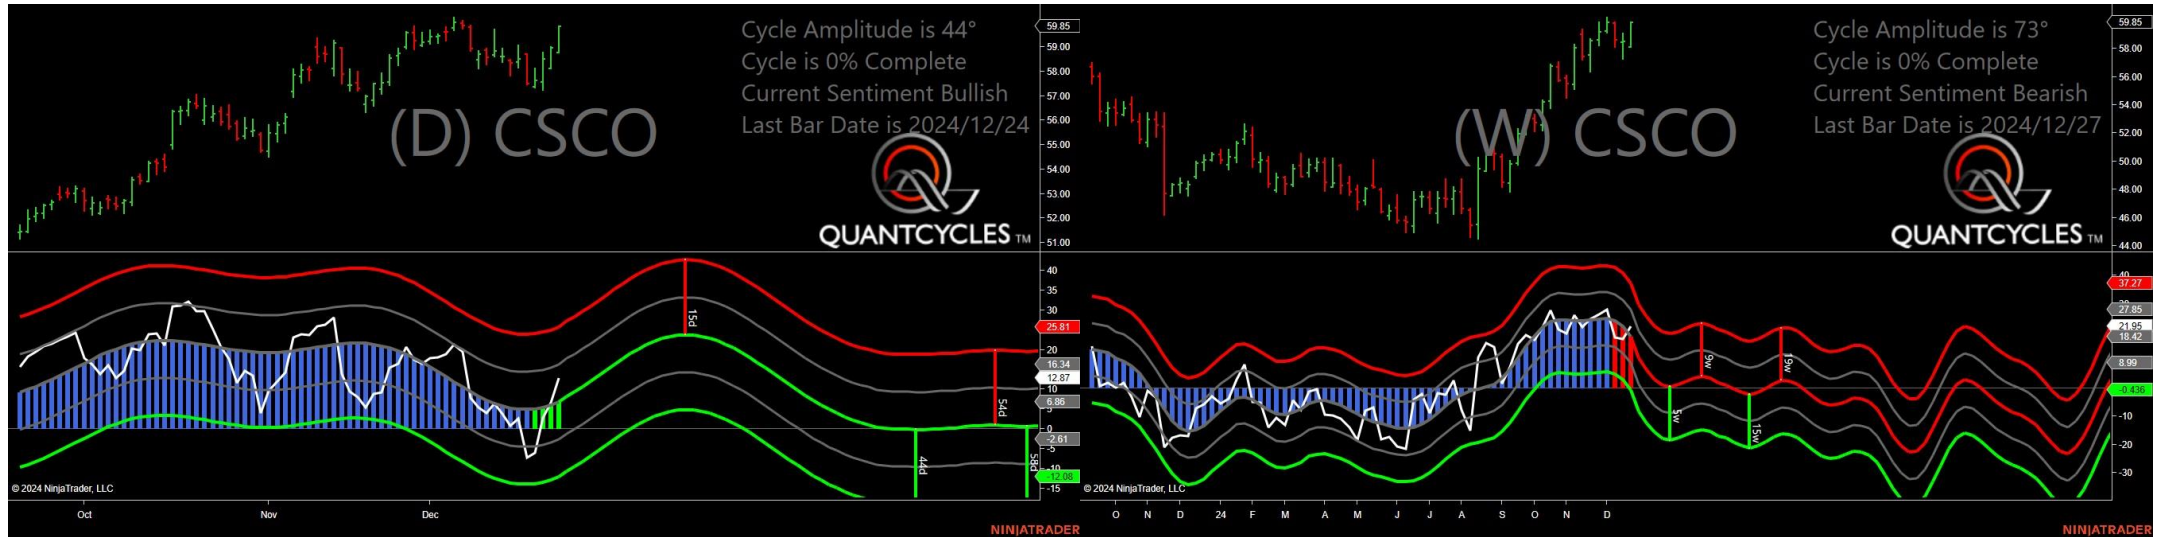 (D) CSCO
Cycle Amplitude is 44°
Cycle is 0% Complete
Current Sentiment Bullish
Last Bar Date is 2024/12/24
QUANTCYCLES TM
59.85
59.00
58.00
57.00
56.00
55.00
54.00
53.00
52.00
51.00
40
35
30
25.81
20
16.34
12.87
10
6.86
0
-2.61
-5
-12.08
-15
15d
44d
54d
58d
© 2024 NinjaTrader, LLC
Oct Nov Dec
NINJATRADER
(W) CSCO
Cycle Amplitude is 73°
Cycle is 0% Complete
Current Sentiment Bearish
Last Bar Date is 2024/12/27
QUANTCYCLES TM
59.85
58.00
56.00
54.00
52.00
50.00
48.00
46.00
44.00
40
37.27
27.85
21.95
18.42
8.99
-0.436
-10
-20
-30
5w
9w
15w
19w
© 2024 NinjaTrader, LLC
O N D 24 F M A M J J A S O N D
NINJATRADER